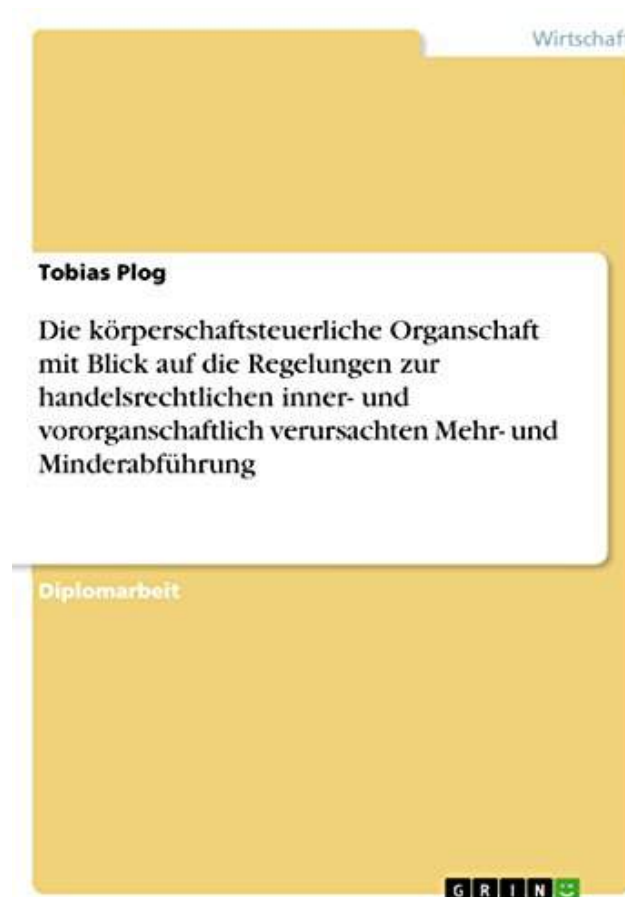 Wirtschaf
Tobias Plog
Die körperschaftsteuerliche Organschaft
mit Blick auf die Regelungen zur
handelsrechtlichen inner- und
vororganschaftlich verursachten Mehr- und
Minderabführung
Diplomarbeit
GRIN